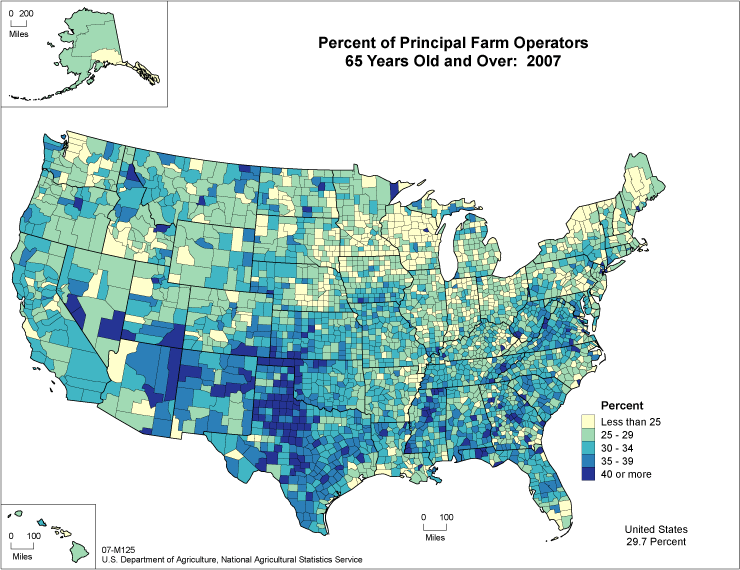 0 200
Miles
Percent of Principal Farm Operators
65 Years Old and Over: 2007
Percent
Less than 25
25 - 29
30 - 34
35 - 39
40 or more
0 100
Miles
0 100
Miles
United States
29.7 Percent
07-M125
U.S. Department of Agriculture, National Agricultural Statistics Service